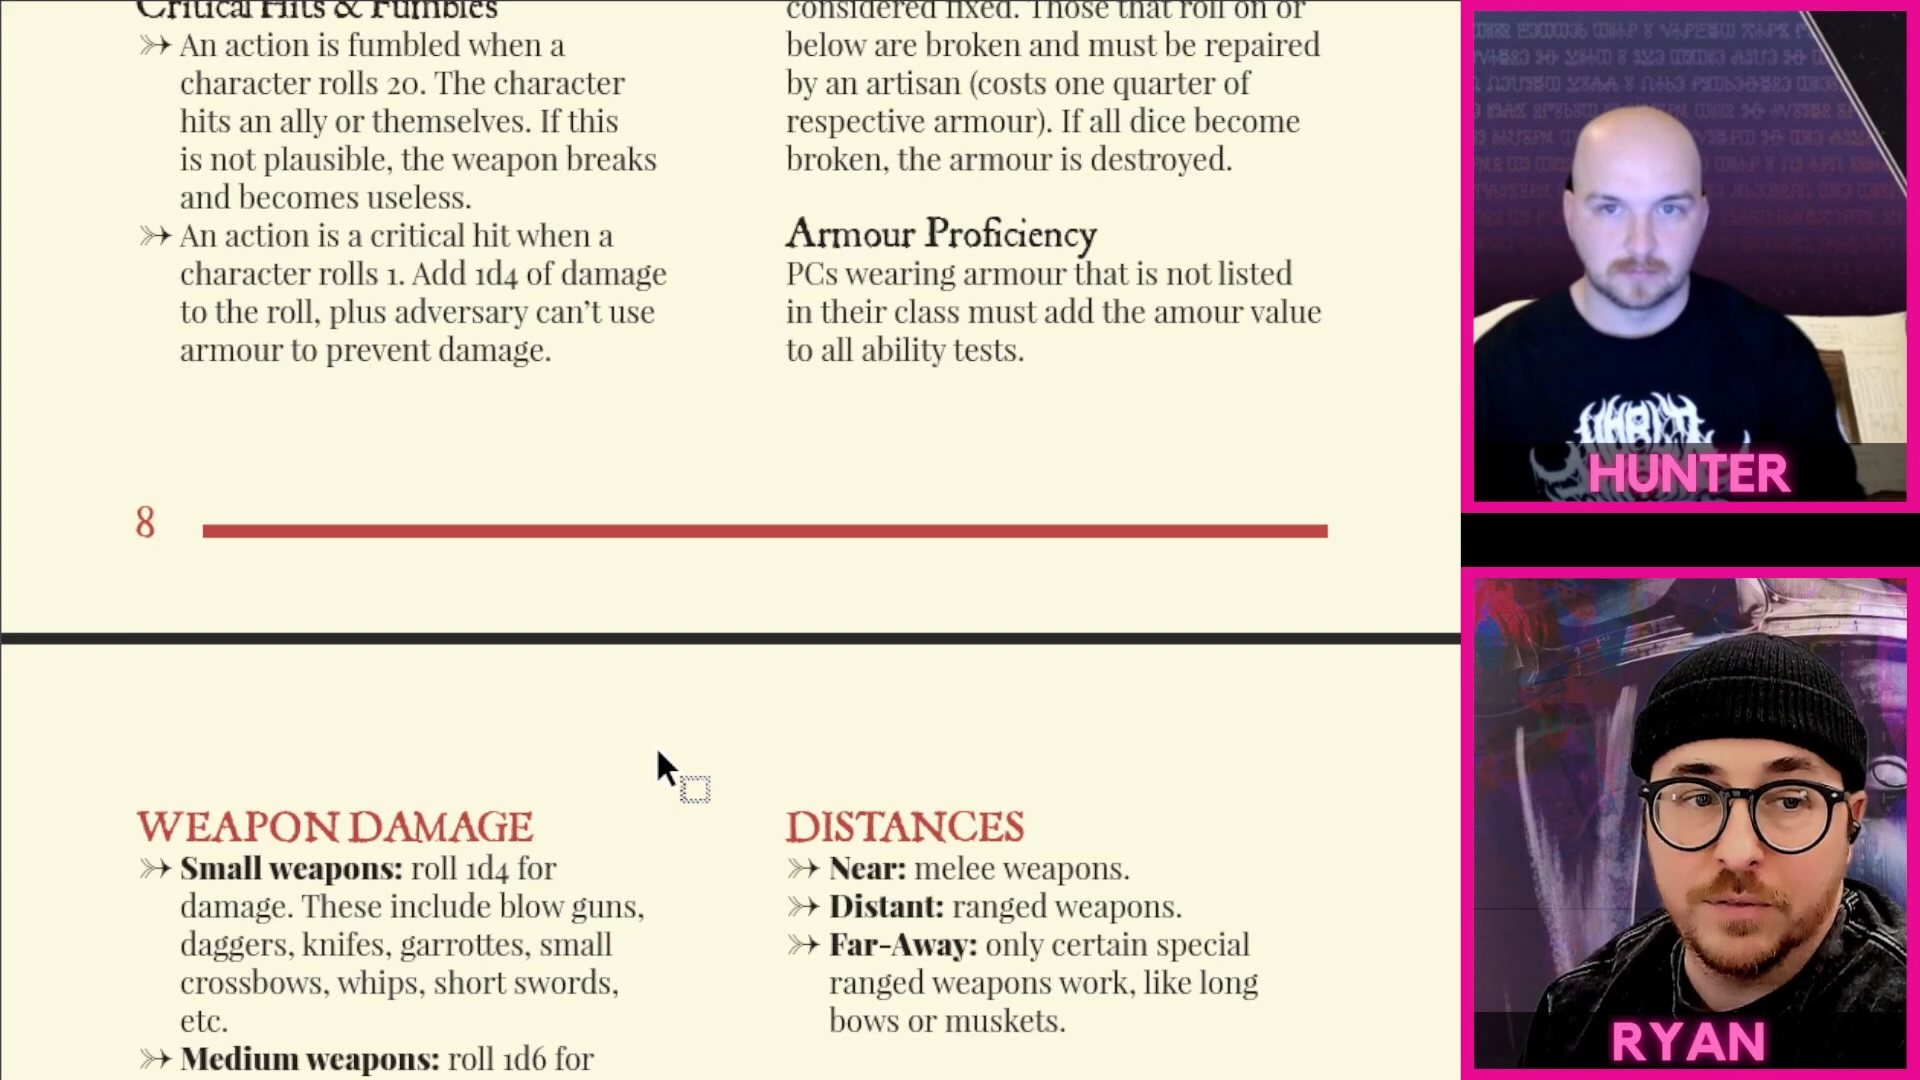 Critical Hits & Fumbles
An action is fumbled when a
character rolls 20. The character
hits an ally or themselves. If this
is not plausible, the weapon breaks
and becomes useless.
An action is a critical hit when a
character rolls 1. Add 1d4 of damage
to the roll, plus adversary can’t use
armour to prevent damage.
considered fixed. Those that roll on or
below are broken and must be repaired
by an artisan (costs one quarter of
respective armour). If all dice become
broken, the armour is destroyed.
Armour Proficiency
PCs wearing armour that is not listed
in their class must add the amour value
to all ability tests.
8
WEAPON DAMAGE
Small weapons: roll 1d4 for
damage. These include blow guns,
daggers, knifes, garrottes, small
crossbows, whips, short swords,
etc.
Medium weapons: roll 1d6 for
DISTANCES
Near: melee weapons.
Distant: ranged weapons.
Far-Away: only certain special
ranged weapons work, like long
bows or muskets.
HUNTER
RYAN